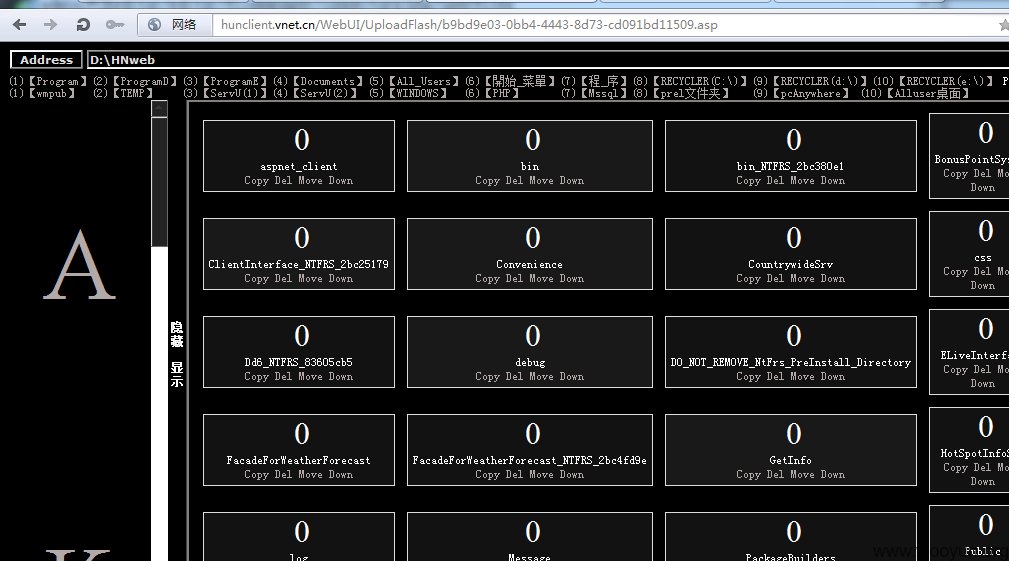 网络 hunclient.vnet.cn/WebUI/UploadFlash/b9bd9e03-0bb4-4443-8d73-cd091bd11509.asp
Address D:\HNweb
(1)【Program】(2)【ProgramD】(3)【ProgramE】(4)【Documents】(5)【All_Users】(6)【開始_菜單】(7)【程_序】(8)【RECYCLER(C:\)】(9)【RECYCLER(d:\)】(10)【RECYCLER(e:\)】 P
(1)【wmpub】 (2)【TEMP】 (3)【ServU(1)】(4)【ServU(2)】 (5)【WINDOWS】 (6)【PHP】 (7)【Mssql】(8)【prel文件夹】 (9)【pcAnywhere】 (10)【Alluser桌面】
A
隐藏
显示
0 0 0 0
aspnet_client bin bin_NTFRS_2bc380e1 BonusPointSys
Copy Del Move Down Copy Del Move Down Copy Del Move Down Copy Del Mo
Down
0 0 0 0
ClientInterface_NTFRS_2bc25179 Convenience CountrywideSrv css
Copy Del Move Down Copy Del Move Down Copy Del Move Down Copy Del Mo
Down
0 0 0 0
Dd6_NTFRS_83605cb5 debug DO_NOT_REMOVE_NtFrs_PreInstall_Directory ELiveInterfa
Copy Del Move Down Copy Del Move Down Copy Del Move Down Copy Del Mo
Down
0 0 0 0
FacadeForWeatherForecast FacadeForWeatherForecast_NTFRS_2bc4fd9e GetInfo HotSpotInfoS
Copy Del Move Down Copy Del Move Down Copy Del Move Down Copy Del Mo
Down
0 0 0 0
log Message PackageBuilders Public
K